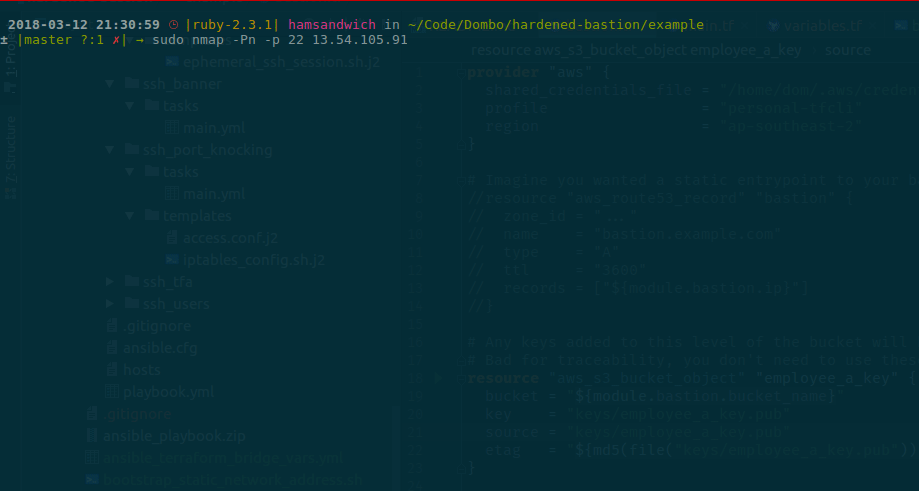 2018-03-12 21:30:59 |ruby-2.3.1| hamsandwich in ~/Code/Dombo/hardened-bastion/example
± |master ?:1 ✗| → sudo nmap -Pn -p 22 13.54.105.91
variables.tf
resource aws_s3_bucket_object employee_a_key source
ephemeral_ssh_session.sh.j2
ssh_banner
tasks
main.yml
ssh_port_knocking
tasks
main.yml
templates
access.conf.j2
iptables_config.sh.j2
ssh_tfa
ssh_users
.gitignore
ansible.cfg
hosts
playbook.yml
.gitignore
ansible_playbook.zip
ansible_terraform_bridge_vars.yml
bootstrap_static_network_address.sh
Z: Structure
provider "aws" {
shared_credentials_file = "/home/dom/.aws/creden
profile = "personal-tfcli"
region = "ap-southeast-2"
}
# Imagine you wanted a static entrypoint to your b
//resource "aws_route53_record" "bastion" {
// zone_id = "..."
// name = "bastion.example.com"
// type = "A"
// ttl = "3600"
// records = ["${module.bastion.ip}"]
//}
# Any keys added to this level of the bucket will
# Bad for traceability, you don't need to use thes
resource "aws_s3_bucket_object" "employee_a_key" {
bucket = "${module.bastion.bucket_name}"
key = "keys/employee_a_key.pub"
source = "keys/employee_a_key.pub"
etag = "${md5(file("keys/employee_a_key.pub"))
}